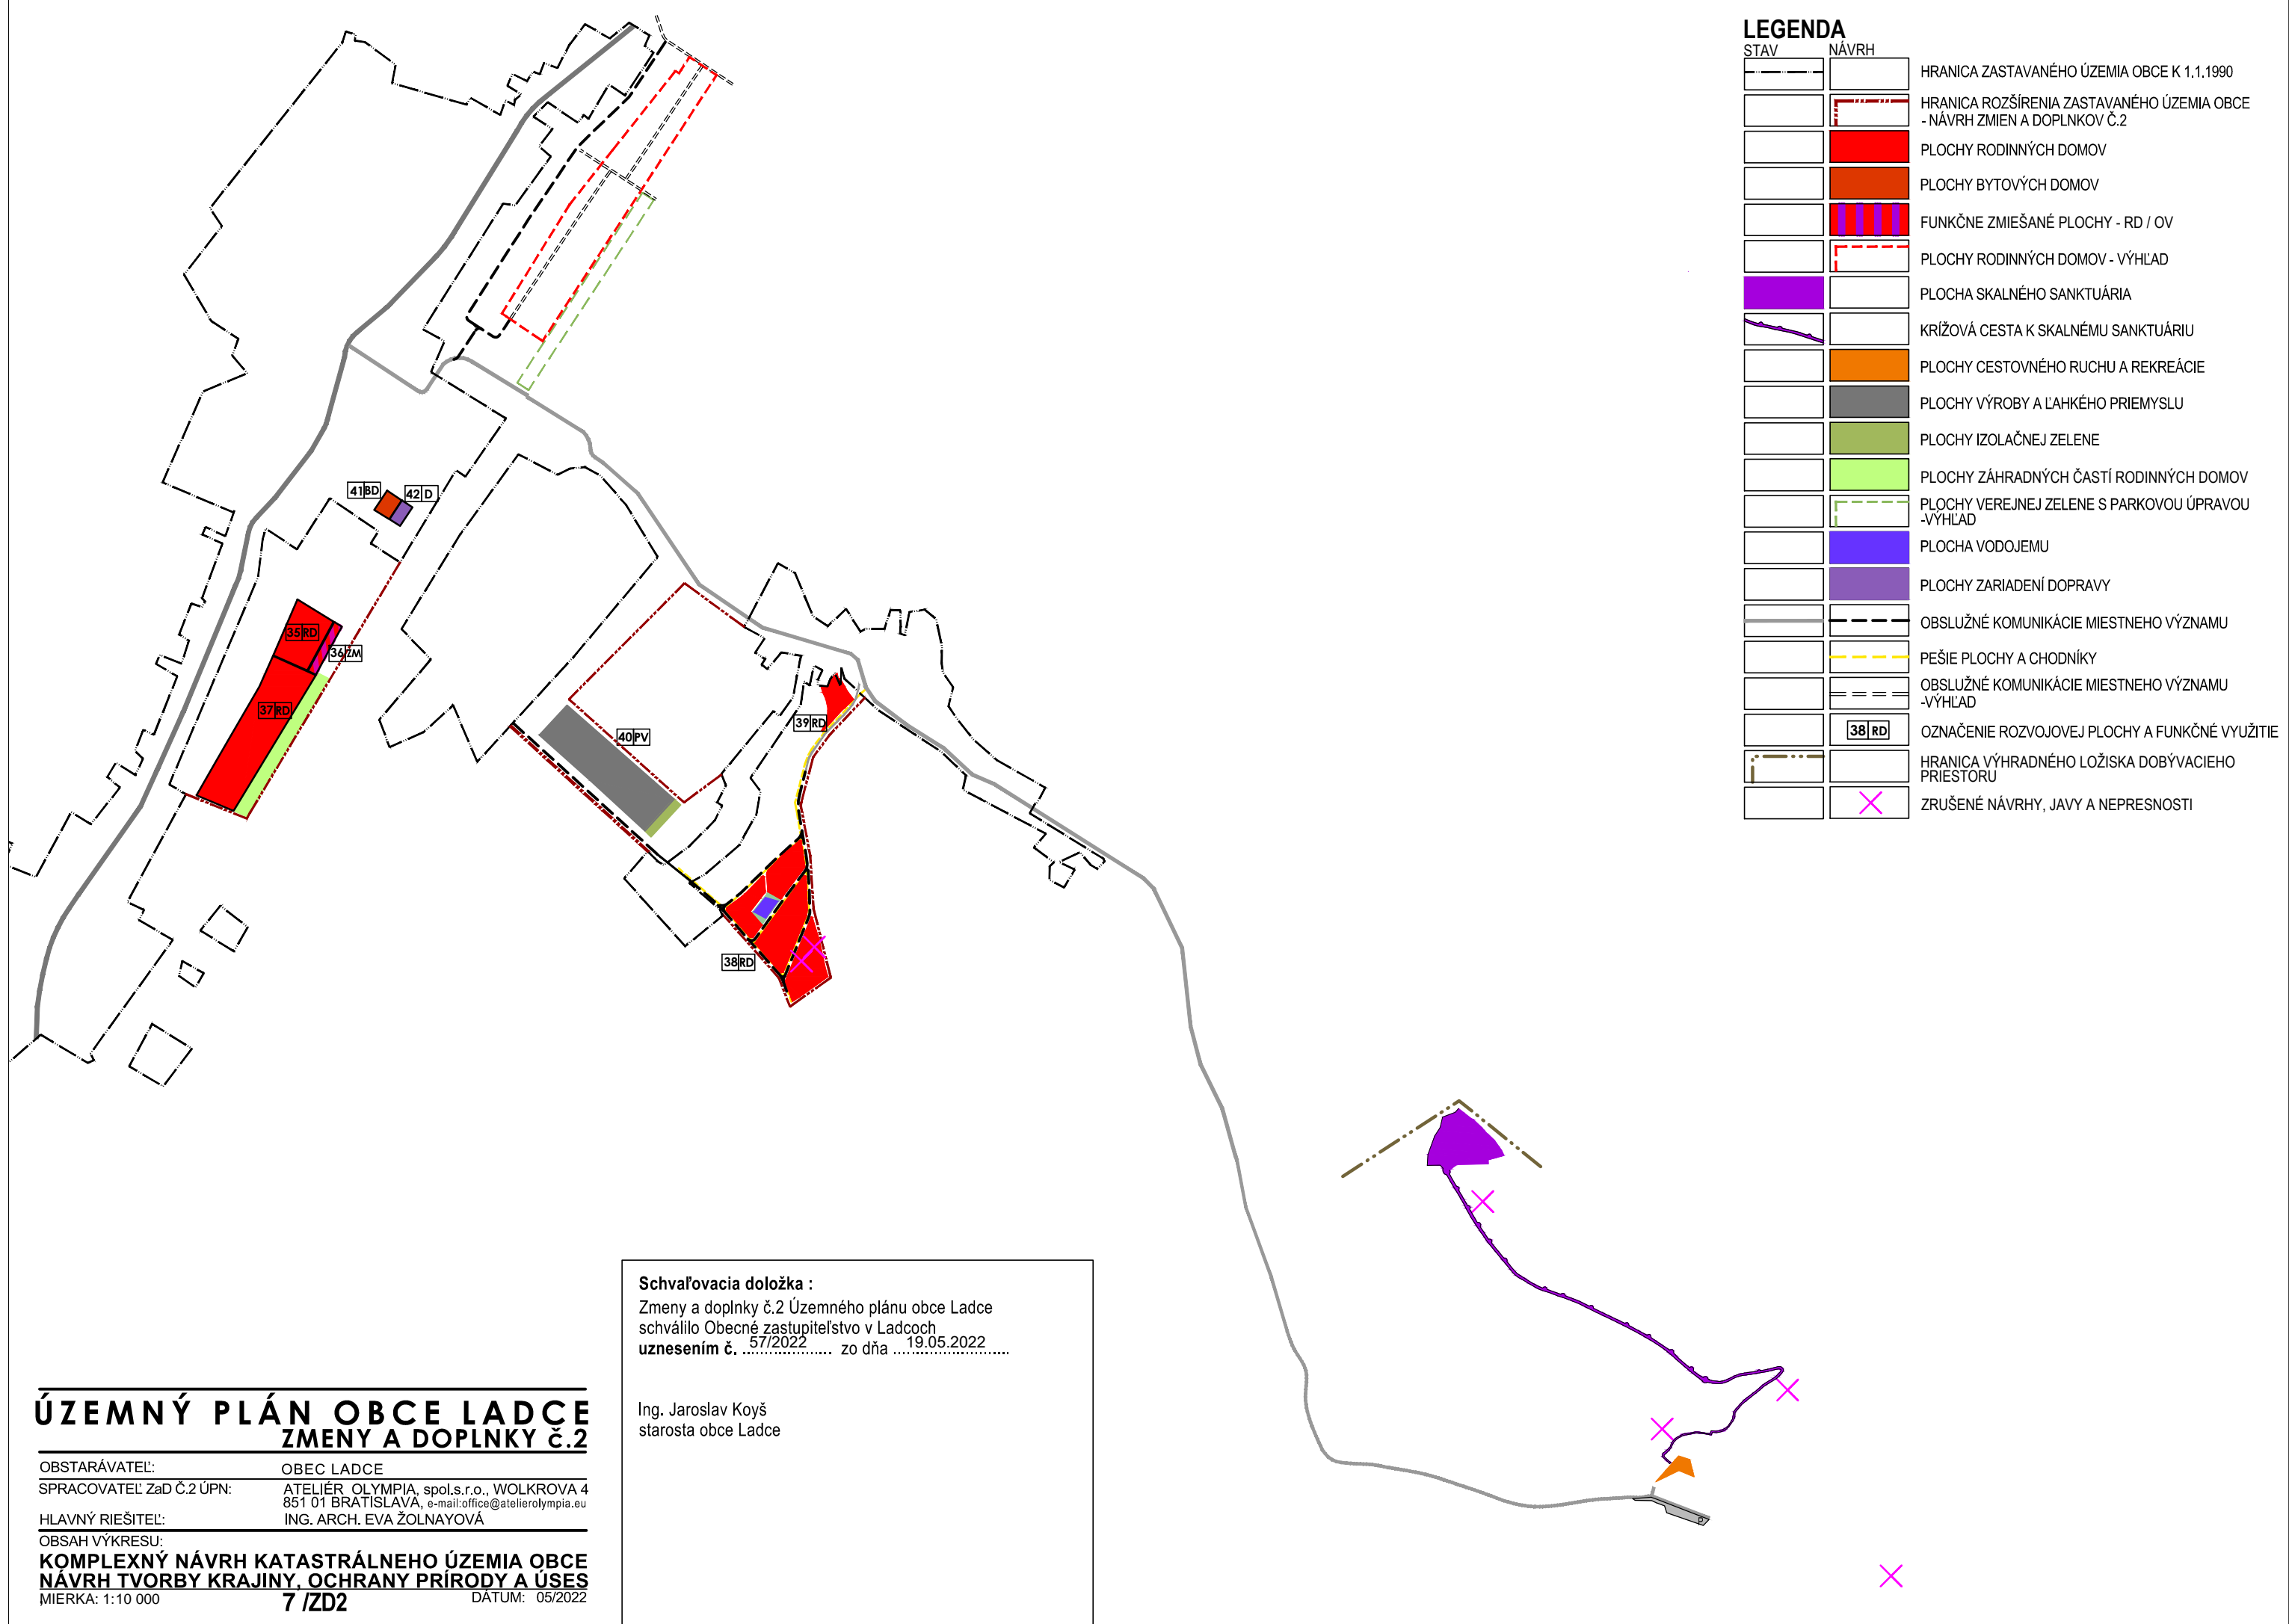 LEGENDA
STAV NÁVRH
HRANICA ZASTAVANÉHO ÚZEMIA OBCE K 1.1.1990
HRANICA ROZŠÍRENIA ZASTAVANÉHO ÚZEMIA OBCE
- NÁVRH ZMIEN A DOPLNKOV Č.2
PLOCHY RODINNÝCH DOMOV
PLOCHY BYTOVÝCH DOMOV
FUNKČNE ZMIEŠANÉ PLOCHY - RD / OV
PLOCHY RODINNÝCH DOMOV - VÝHĽAD
PLOCHA SKALNÉHO SANKTUÁRIA
KRÍŽOVÁ CESTA K SKALNÉMU SANKTUÁRIU
PLOCHY CESTOVNÉHO RUCHU A REKREÁCIE
PLOCHY VÝROBY A ĽAHKÉHO PRIEMYSLU
PLOCHY IZOLAČNEJ ZELENE
PLOCHY ZÁHRADNÝCH ČASTÍ RODINNÝCH DOMOV
PLOCHY VEREJNEJ ZELENE S PARKOVOU ÚPRAVOU
-VÝHĽAD
PLOCHA VODOJEMU
PLOCHY ZARIADENÍ DOPRAVY
OBSLUŽNÉ KOMUNIKÁCIE MIESTNEHO VÝZNAMU
PEŠIE PLOCHY A CHODNÍKY
OBSLUŽNÉ KOMUNIKÁCIE MIESTNEHO VÝZNAMU
-VÝHĽAD
38 RD OZNAČENIE ROZVOJOVEJ PLOCHY A FUNKČNÉ VYUŽITIE
HRANICA VÝHRADNÉHO LOŽISKA DOBÝVACIEHO
PRIESTORU
ZRUŠENÉ NÁVRHY, JAVY A NEPRESNOSTI
41 BD
42 D
35 RD
36 ZM
37 RD
39 RD
40 PV
38 RD
P
Schvaľovacia doložka :
Zmeny a doplnky č.2 Územného plánu obce Ladce
schválilo Obecné zastupiteľstvo v Ladcoch
uznesením č. 57/2022 zo dňa 19.05.2022
Ing. Jaroslav Koyš
starosta obce Ladce
ÚZEMNÝ PLÁN OBCE LADCE
ZMENY A DOPLNKY č.2
OBSTARÁVATEĽ: OBEC LADCE
SPRACOVATEĽ ZaD Č.2 ÚPN: ATELIÉR OLYMPIA, spol.s.r.o., WOLKROVA 4
851 01 BRATISLAVA, e-mail:office@atelierolympia.eu
HLAVNÝ RIEŠITEĽ: ING. ARCH. EVA ŽOLNAYOVÁ
OBSAH VÝKRESU:
KOMPLEXNÝ NÁVRH KATASTRÁLNEHO ÚZEMIA OBCE
NÁVRH TVORBY KRAJINY, OCHRANY PRÍRODY A ÚSES
MIERKA: 1:10 000 7 /ZD2 DÁTUM: 05/2022